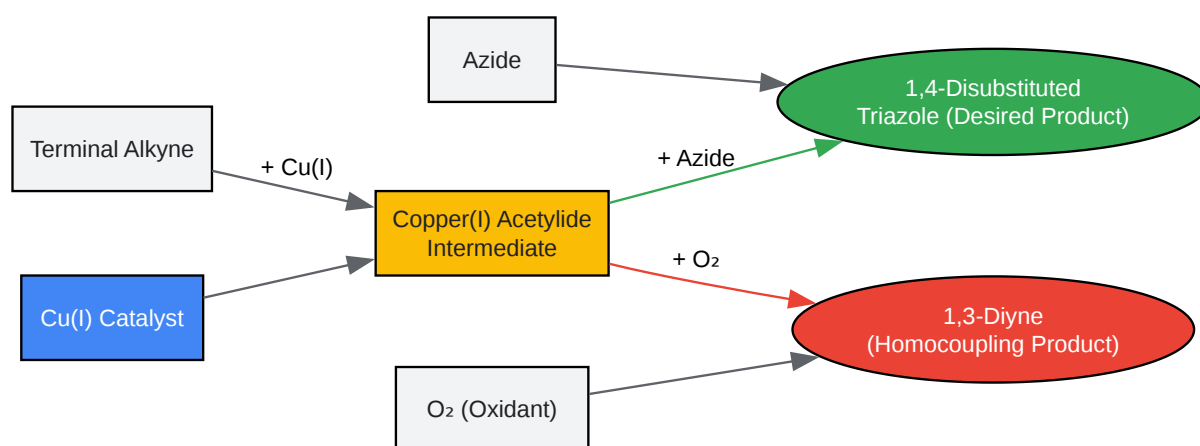 Azide
1,4-Disubstituted
Triazole (Desired Product)
Terminal Alkyne
+ Cu(I)
+ Azide
Copper(I) Acetylide
Intermediate
+ O₂
Cu(I) Catalyst
1,3-Diyne
(Homocoupling Product)
O₂ (Oxidant)